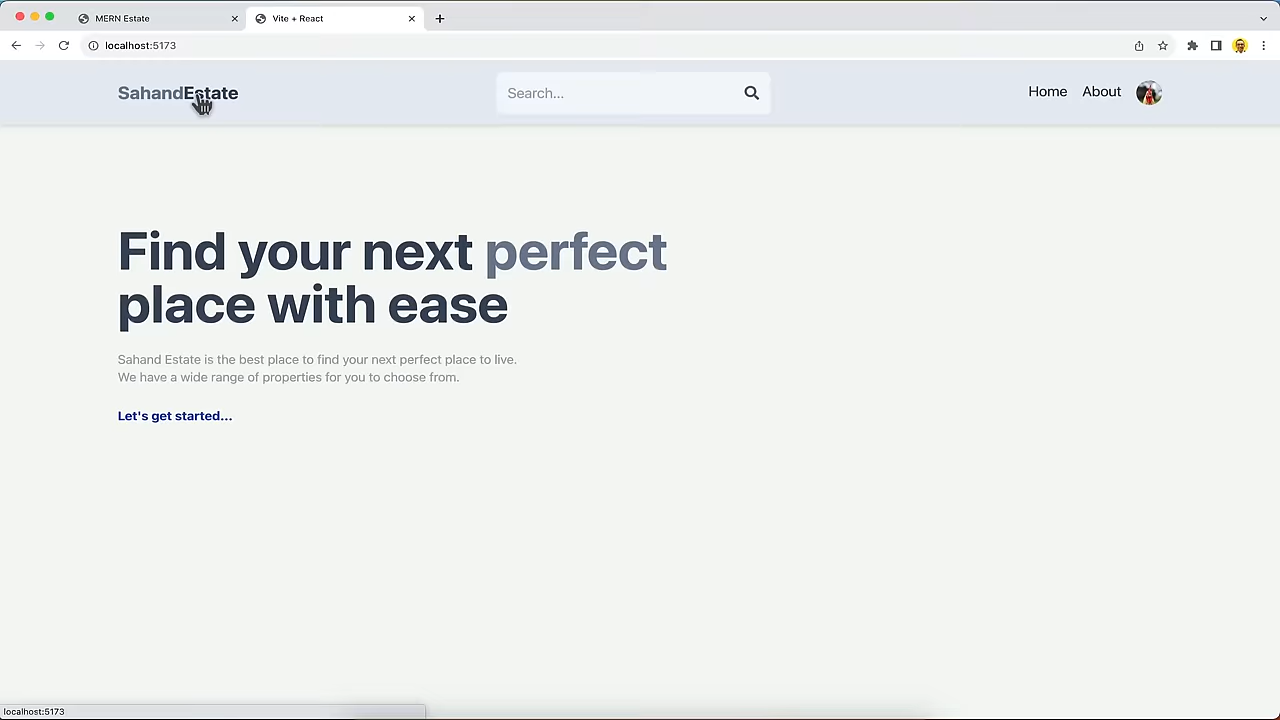 MERN Estate
Vite + React
localhost:5173
SahandEstate
Search...
Home
About
Find your next perfect
place with ease
Sahand Estate is the best place to find your next perfect place to live.
We have a wide range of properties for you to choose from.
Let's get started...
localhost:5173